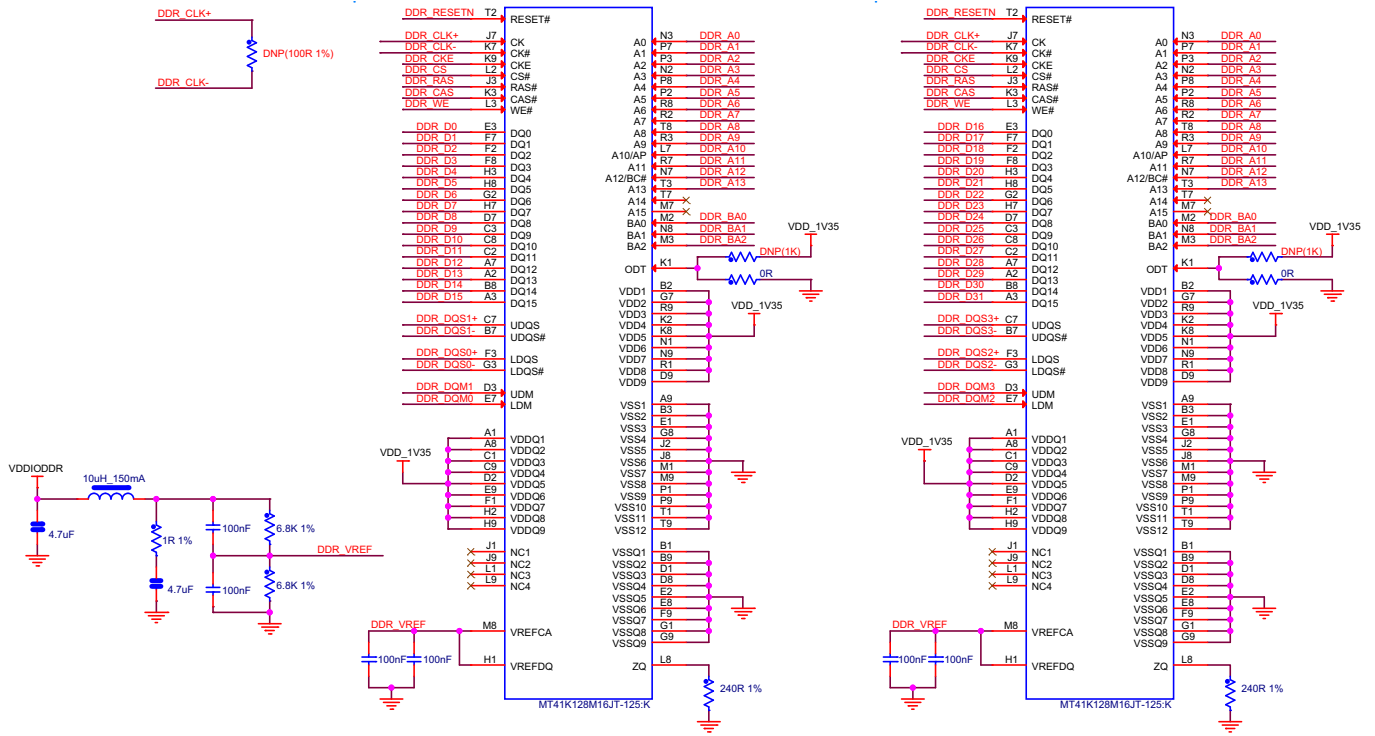 DDR_CLK+
DNP(100R 1%)
DDR_CLK-
VDDIODDR
10uH_150mA
4.7uF
1R 1%
4.7uF
100nF
6.8K 1%
DDR_VREF
100nF
6.8K 1%
DDR_RESETN T2 RESET#
DDR_CLK+ J7 CK
DDR_CLK- K7 CK#
DDR_CKE K9 CKE
DDR_CS L2 CS#
DDR_RAS J3 RAS#
DDR_CAS K3 CAS#
DDR_WE L3 WE#
DDR_D0 E3 DQ0
DDR_D1 F7 DQ1
DDR_D2 F2 DQ2
DDR_D3 F8 DQ3
DDR_D4 H3 DQ4
DDR_D5 H8 DQ5
DDR_D6 G2 DQ6
DDR_D7 H7 DQ7
DDR_D8 D7 DQ8
DDR_D9 C3 DQ9
DDR_D10 C8 DQ10
DDR_D11 C2 DQ11
DDR_D12 A7 DQ12
DDR_D13 A2 DQ13
DDR_D14 B8 DQ14
DDR_D15 A3 DQ15
DDR_DQS1+ C7 UDQS
DDR_DQS1- B7 UDQS#
DDR_DQS0+ F3 LDQS
DDR_DQS0- G3 LDQS#
DDR_DQM1 D3 UDM
DDR_DQM0 E7 LDM
VDD_1V35
A1 VDDQ1
A8 VDDQ2
C1 VDDQ3
C9 VDDQ4
D2 VDDQ5
E9 VDDQ6
F1 VDDQ7
H2 VDDQ8
H9 VDDQ9
J1 NC1
J9 NC2
L1 NC3
L9 NC4
DDR_VREF M8 VREFCA
100nF 100nF
H1 VREFDQ
A0 N3 DDR_A0
A1 P7 DDR_A1
A2 P3 DDR_A2
A3 N2 DDR_A3
A4 P8 DDR_A4
A5 P2 DDR_A5
A6 R8 DDR_A6
A7 R2 DDR_A7
A8 T8 DDR_A8
A9 R3 DDR_A9
A10/AP L7 DDR_A10
A11 R7 DDR_A11
A12/BC# N7 DDR_A12
A13 T3 DDR_A13
A14 T7
A15 M7
BA0 M2 DDR_BA0
BA1 N8 DDR_BA1
BA2 M3 DDR_BA2
VDD_1V35
DNP(1K)
ODT K1
0R
VDD1 B2
VDD2 G7
VDD3 R9
VDD4 K2
VDD5 K8
VDD6 N1
VDD7 N9
VDD8 R1
VDD9 D9
VDD_1V35
VSS1 A9
VSS2 B3
VSS3 E1
VSS4 G8
VSS5 J2
VSS6 J8
VSS7 M1
VSS8 M9
VSS9 P1
VSS10 P9
VSS11 T1
VSS12 T9
VSSQ1 B1
VSSQ2 B9
VSSQ3 D1
VSSQ4 D8
VSSQ5 E2
VSSQ6 E8
VSSQ7 F9
VSSQ8 G1
VSSQ9 G9
ZQ L8
240R 1%
MT41K128M16JT-125:K
DDR_RESETN T2 RESET#
DDR_CLK+ J7 CK
DDR_CLK- K7 CK#
DDR_CKE K9 CKE
DDR_CS L2 CS#
DDR_RAS J3 RAS#
DDR_CAS K3 CAS#
DDR_WE L3 WE#
DDR_D16 E3 DQ0
DDR_D17 F7 DQ1
DDR_D18 F2 DQ2
DDR_D19 F8 DQ3
DDR_D20 H3 DQ4
DDR_D21 H8 DQ5
DDR_D22 G2 DQ6
DDR_D23 H7 DQ7
DDR_D24 D7 DQ8
DDR_D25 C3 DQ9
DDR_D26 C8 DQ10
DDR_D27 C2 DQ11
DDR_D28 A7 DQ12
DDR_D29 A2 DQ13
DDR_D30 B8 DQ14
DDR_D31 A3 DQ15
DDR_DQS3+ C7 UDQS
DDR_DQS3- B7 UDQS#
DDR_DQS2+ F3 LDQS
DDR_DQS2- G3 LDQS#
DDR_DQM3 D3 UDM
DDR_DQM2 E7 LDM
VDD_1V35
A1 VDDQ1
A8 VDDQ2
C1 VDDQ3
C9 VDDQ4
D2 VDDQ5
E9 VDDQ6
F1 VDDQ7
H2 VDDQ8
H9 VDDQ9
J1 NC1
J9 NC2
L1 NC3
L9 NC4
DDR_VREF M8 VREFCA
100nF 100nF
H1 VREFDQ
A0 N3 DDR_A0
A1 P7 DDR_A1
A2 P3 DDR_A2
A3 N2 DDR_A3
A4 P8 DDR_A4
A5 P2 DDR_A5
A6 R8 DDR_A6
A7 R2 DDR_A7
A8 T8 DDR_A8
A9 R3 DDR_A9
A10/AP L7 DDR_A10
A11 R7 DDR_A11
A12/BC# N7 DDR_A12
A13 T3 DDR_A13
A14 T7
A15 M7
BA0 M2 DDR_BA0
BA1 N8 DDR_BA1
BA2 M3 DDR_BA2
VDD_1V35
DNP(1K)
ODT K1
0R
VDD1 B2
VDD2 G7
VDD3 R9
VDD4 K2
VDD5 K8
VDD6 N1
VDD7 N9
VDD8 R1
VDD9 D9
VDD_1V35
VSS1 A9
VSS2 B3
VSS3 E1
VSS4 G8
VSS5 J2
VSS6 J8
VSS7 M1
VSS8 M9
VSS9 P1
VSS10 P9
VSS11 T1
VSS12 T9
VSSQ1 B1
VSSQ2 B9
VSSQ3 D1
VSSQ4 D8
VSSQ5 E2
VSSQ6 E8
VSSQ7 F9
VSSQ8 G1
VSSQ9 G9
ZQ L8
240R 1%
MT41K128M16JT-125:K